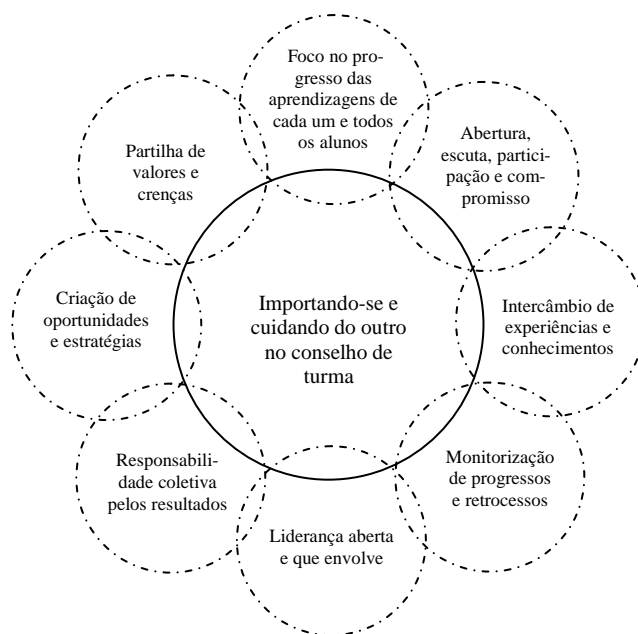 Foco no pro-
gresso das
aprendizagens de
cada um e todos
os alunos
Abertura,
escuta, partici-
pação e com-
promisso
Intercâmbio de
experiências e
conhecimentos
Monitorização
de progressos
e retrocessos
Liderança aberta
e que envolve
Responsabili-
dade coletiva
pelos resultados
Criação de
oportunidades
e estratégias
Partilha de
valores e
crenças
Importando-se e
cuidando do outro
no conselho de
turma